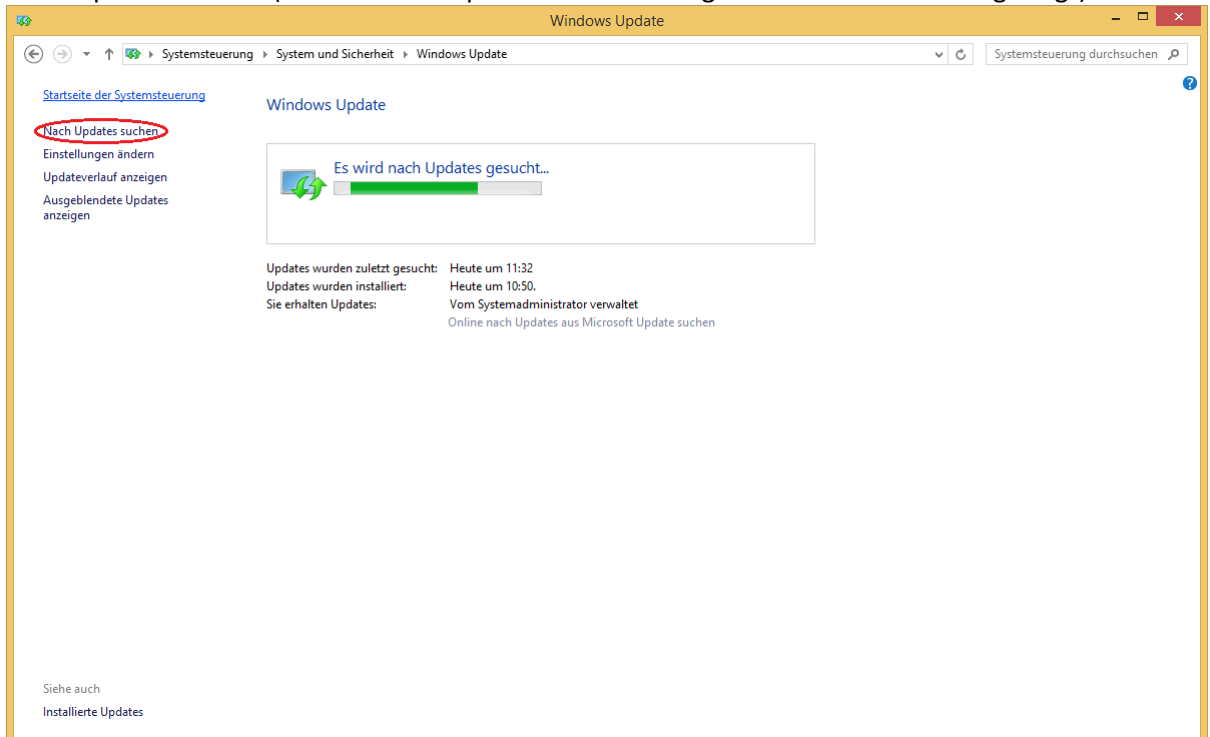 Windows Update
Systemsteuerung System und Sicherheit Windows Update
Systemsteuerung durchsuchen
Startseite der Systemsteuerung
Nach Updates suchen
Einstellungen ändern
Updateverlauf anzeigen
Ausgeblendete Updates
anzeigen
Windows Update
Es wird nach Updates gesucht...
Updates wurden zuletzt gesucht: Heute um 11:32
Updates wurden installiert: Heute um 10:50.
Sie erhalten Updates: Vom Systemadministrator verwaltet
Online nach Updates aus Microsoft Update suchen
Siehe auch
Installierte Updates